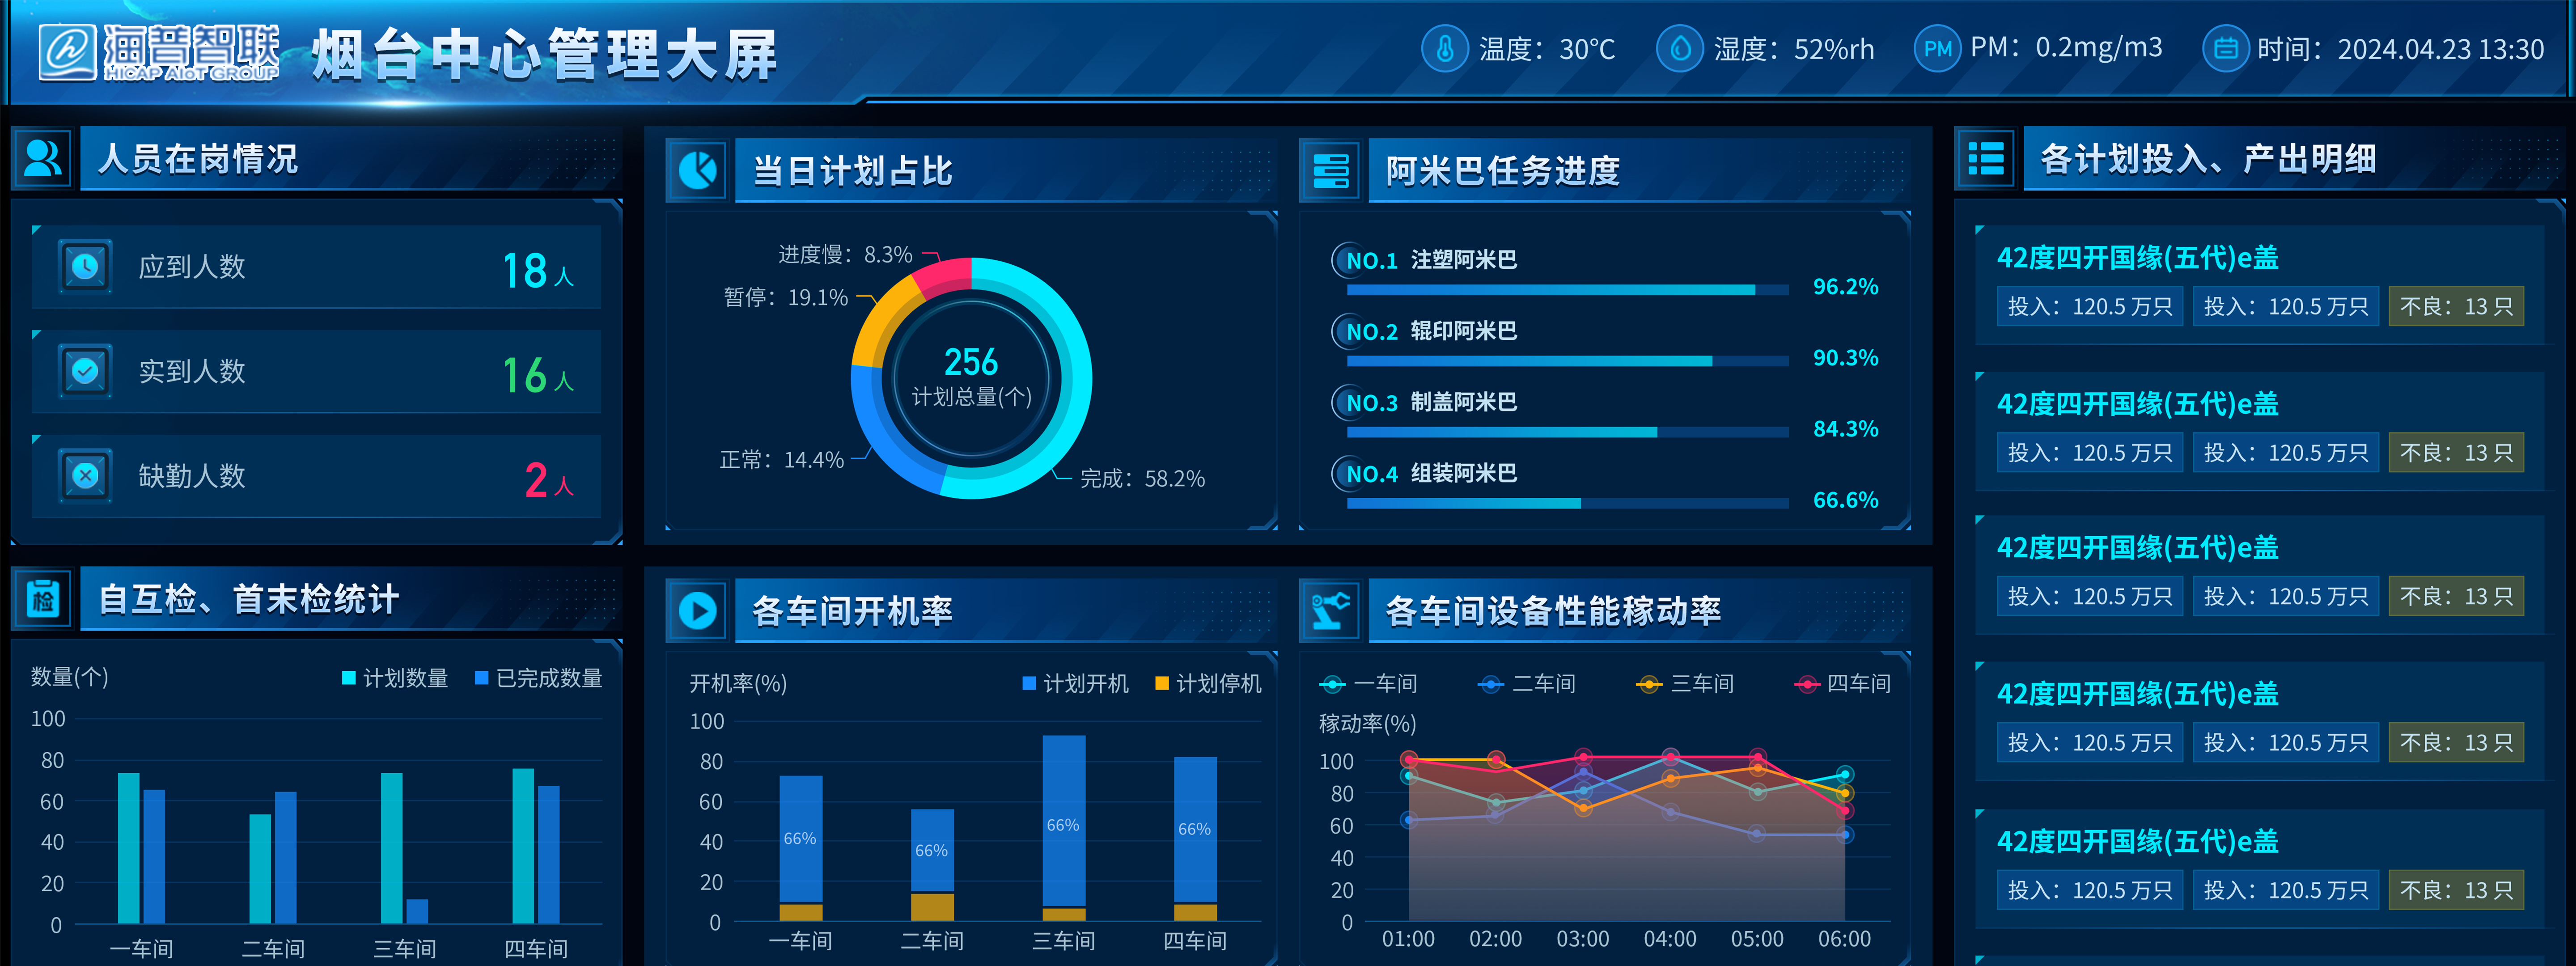 海普智联
HICAP AIoT GROUP
烟台中心管理大屏
温度：30℃
湿度：52%rh
PM
PM：0.2mg/m3
时间：2024.04.23 13:30
人员在岗情况
应到人数
18人
实到人数
16人
缺勤人数
2人
当日计划占比
进度慢：8.3%
暂停：19.1%
正常：14.4%
完成：58.2%
256
计划总量(个)
阿米巴任务进度
NO.1 注塑阿米巴
96.2%
NO.2 辊印阿米巴
90.3%
NO.3 制盖阿米巴
84.3%
NO.4 组装阿米巴
66.6%
各计划投入、产出明细
42度四开国缘(五代)e盖
投入：120.5 万只 投入：120.5 万只 不良：13 只
42度四开国缘(五代)e盖
投入：120.5 万只 投入：120.5 万只 不良：13 只
42度四开国缘(五代)e盖
投入：120.5 万只 投入：120.5 万只 不良：13 只
42度四开国缘(五代)e盖
投入：120.5 万只 投入：120.5 万只 不良：13 只
42度四开国缘(五代)e盖
投入：120.5 万只 投入：120.5 万只 不良：13 只
检
自互检、首末检统计
数量(个)
计划数量 已完成数量
100
80
60
40
20
0
一车间 二车间 三车间 四车间
各车间开机率
开机率(%)
计划开机 计划停机
100
80
60
40
20
0
66%
66%
66%
66%
一车间 二车间 三车间 四车间
各车间设备性能稼动率
一车间 二车间 三车间 四车间
稼动率(%)
100
80
60
40
20
0
01:00 02:00 03:00 04:00 05:00 06:00